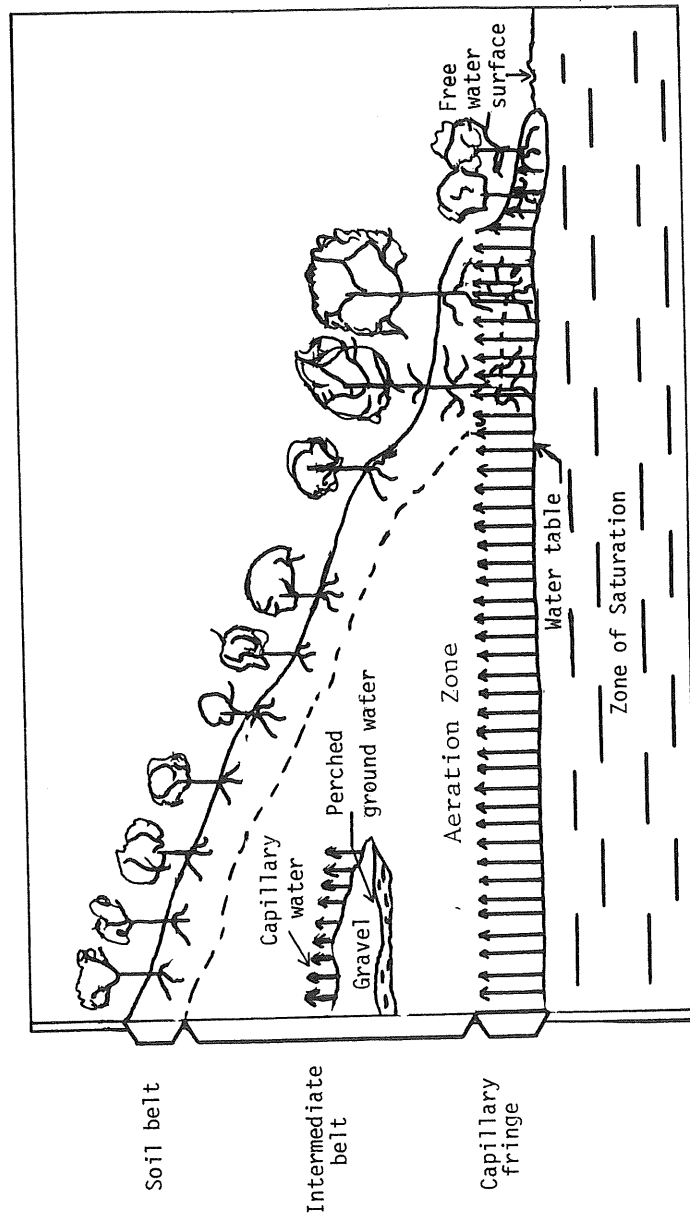 Soil belt
Intermediate
belt
Capillary
fringe
Capillary
water
Gravel
Perched
ground water
Aeration Zone
Water table
Zone of Saturation
Free
water
surface